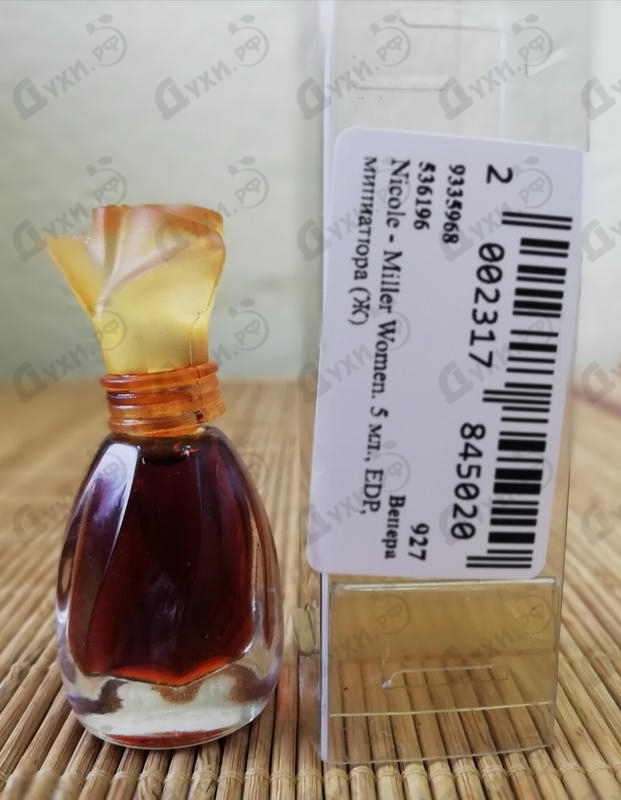 9335968
536196
Nicole - Miller Women. 5 мл., EDP,
миниатюра (Ж)
927
Венера
2 002317 845020
Духи.РФ